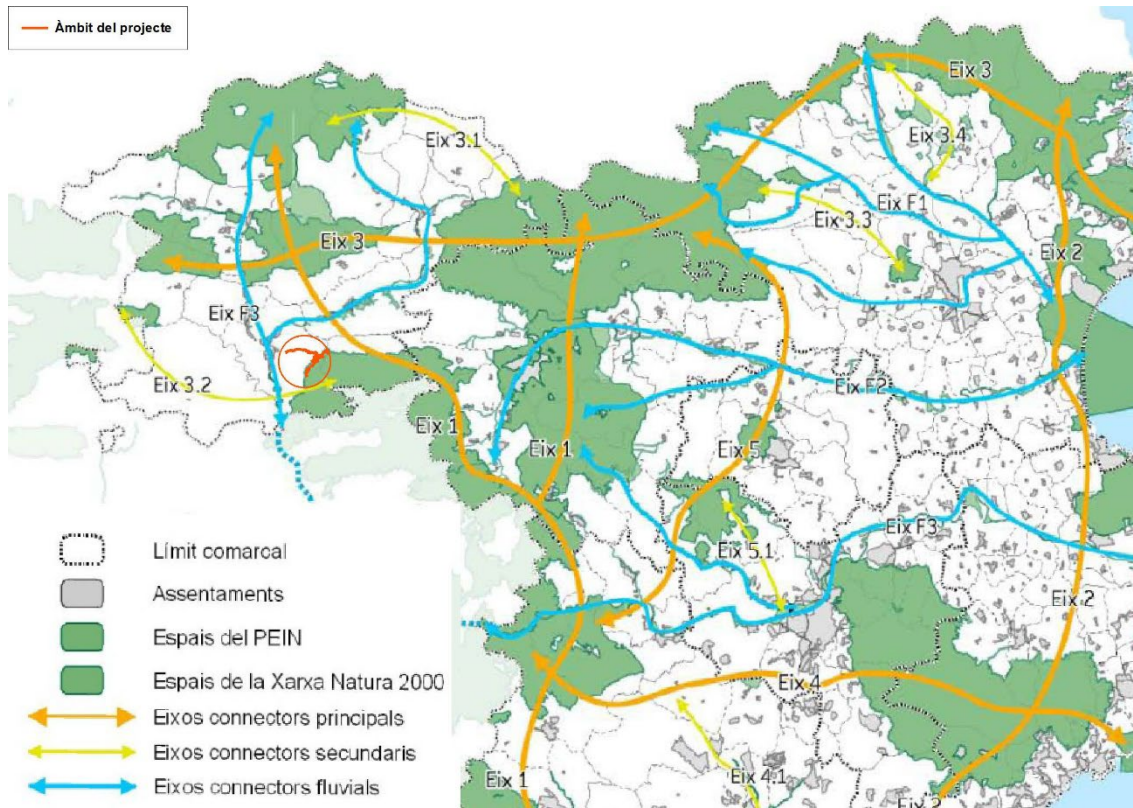 Àmbit del projecte
Eix 3
Eix 3.1
Eix 3.4
Eix F1
Eix 3.3
Eix 3
Eix 2
Eix F3
Eix 3.2
Eix F2
Eix 1
Eix 1
Eix 5
Eix F3
Eix 5.1
Eix 2
Eix 4
Eix 1
Eix 4.1
Límit comarcal
Assentaments
Espais del PEIN
Espais de la Xarxa Natura 2000
Eixos connectors principals
Eixos connectors secundaris
Eixos connectors fluvials